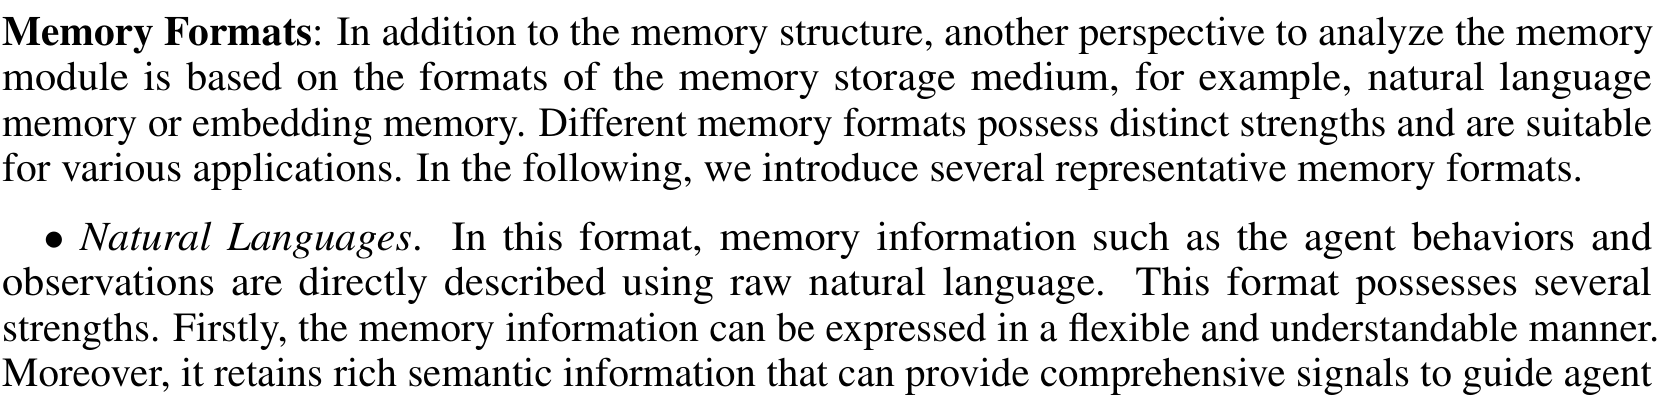 Memory Formats: In addition to the memory structure, another perspective to analyze the memory
module is based on the formats of the memory storage medium, for example, natural language
memory or embedding memory. Different memory formats possess distinct strengths and are suitable
for various applications. In the following, we introduce several representative memory formats.
• Natural Languages. In this format, memory information such as the agent behaviors and
observations are directly described using raw natural language. This format possesses several
strengths. Firstly, the memory information can be expressed in a flexible and understandable manner.
Moreover, it retains rich semantic information that can provide comprehensive signals to guide agent